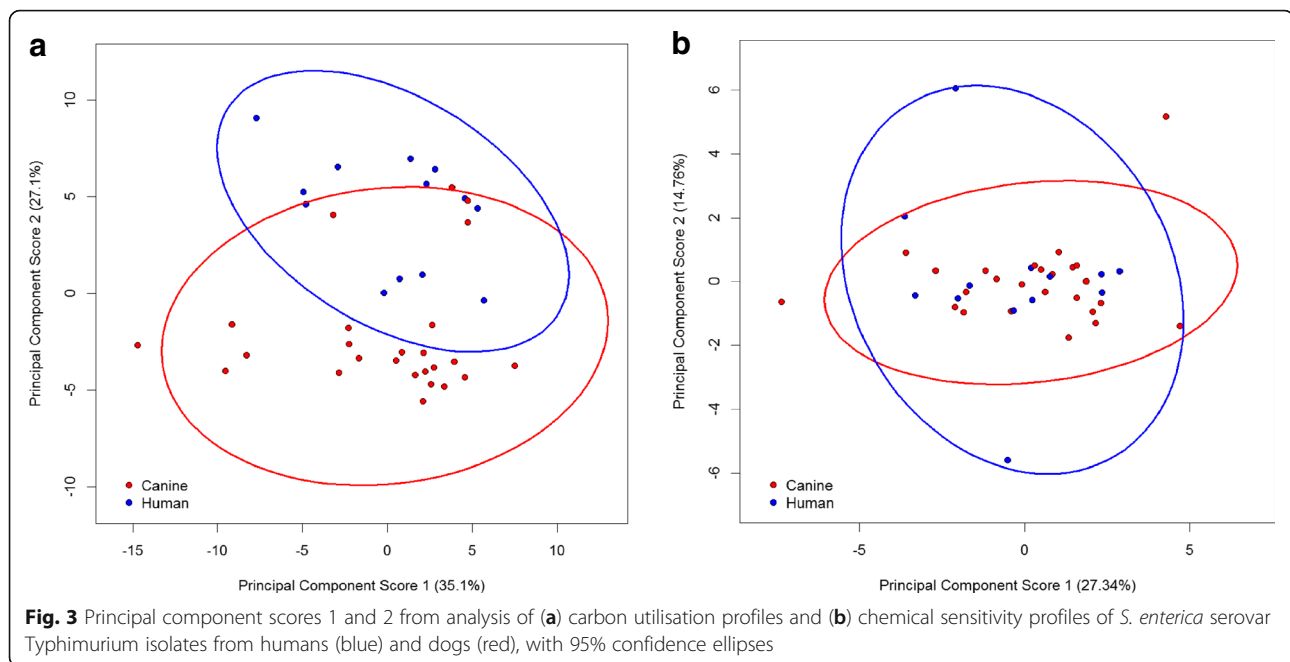 a
Principal Component Score 2 (27.1%)
10
5
0
-5
-10
Canine
Human
-15 -10 -5 0 5 10
Principal Component Score 1 (35.1%)
b
Principal Component Score 2 (14.76%)
6
4
2
0
-2
-4
-6
Canine
Human
-5 0 5
Principal Component Score 1 (27.34%)
Fig. 3 Principal component scores 1 and 2 from analysis of (a) carbon utilisation profiles and (b) chemical sensitivity profiles of S. enterica serovar
Typhimurium isolates from humans (blue) and dogs (red), with 95% confidence ellipses